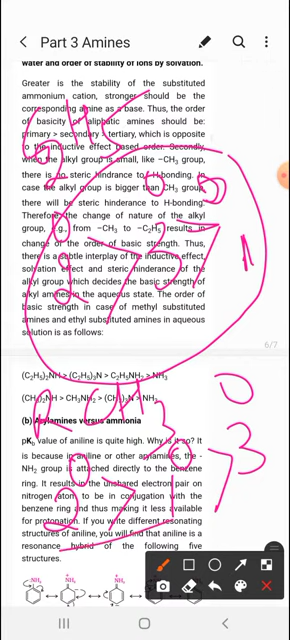 Part 3 Amines
water and order of stability of ions by solvation.
Greater is the stability of the substituted
ammonium cation, stronger should be the
corresponding amine as a base. Thus, the order
of basicity of aliphatic amines should be:
primary > secondary > tertiary, which is opposite
to the inductive effect based order. Secondly,
when the alkyl group is small, like –CH₃ group,
there is no steric hindrance to H-bonding. In
case the alkyl group is bigger than CH₃ group,
there will be steric hinderance to H-bonding.
Therefore, the change of nature of the alkyl
group, e.g., from –CH₃ to –C₂H₅ results in
change of the order of basic strength. Thus,
there is a subtle interplay of the inductive effect,
solvation effect and steric hinderance of the
alkyl group which decides the basic strength of
alkyl amines in the aqueous state. The order of
basic strength in case of methyl substituted
amines and ethyl substituted amines in aqueous
solution is as follows:
6/7
(C₂H₅)₂NH > (C₂H₅)₃N > C₂H₅NH₂ > NH₃
(CH₃)₂NH > CH₃NH₂ > (CH₃)₃N > NH₃
(b) Arylamines versus ammonia
pKb value of aniline is quite high. Why is it so? It
is because in aniline or other arylamines, the -
NH₂ group is attached directly to the benzene
ring. It results in the unshared electron pair on
nitrogen atom to be in conjugation with the
benzene ring and thus making it less available
for protonation. If you write different resonating
structures of aniline, you will find that aniline is a
resonance hybrid of the following five
structures.